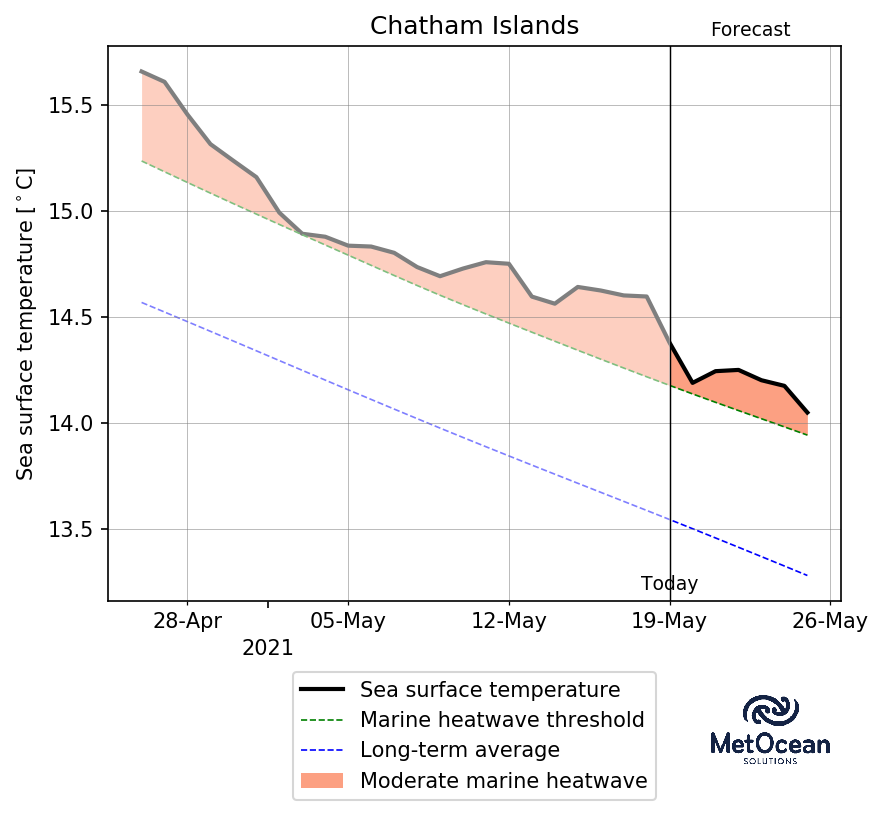 Chatham Islands
Forecast
Sea surface temperature [°C]
15.5
15.0
14.5
14.0
13.5
Today
28-Apr 05-May 12-May 19-May 26-May
2021
Sea surface temperature
Marine heatwave threshold
Long-term average
Moderate marine heatwave
MetOcean
SOLUTIONS